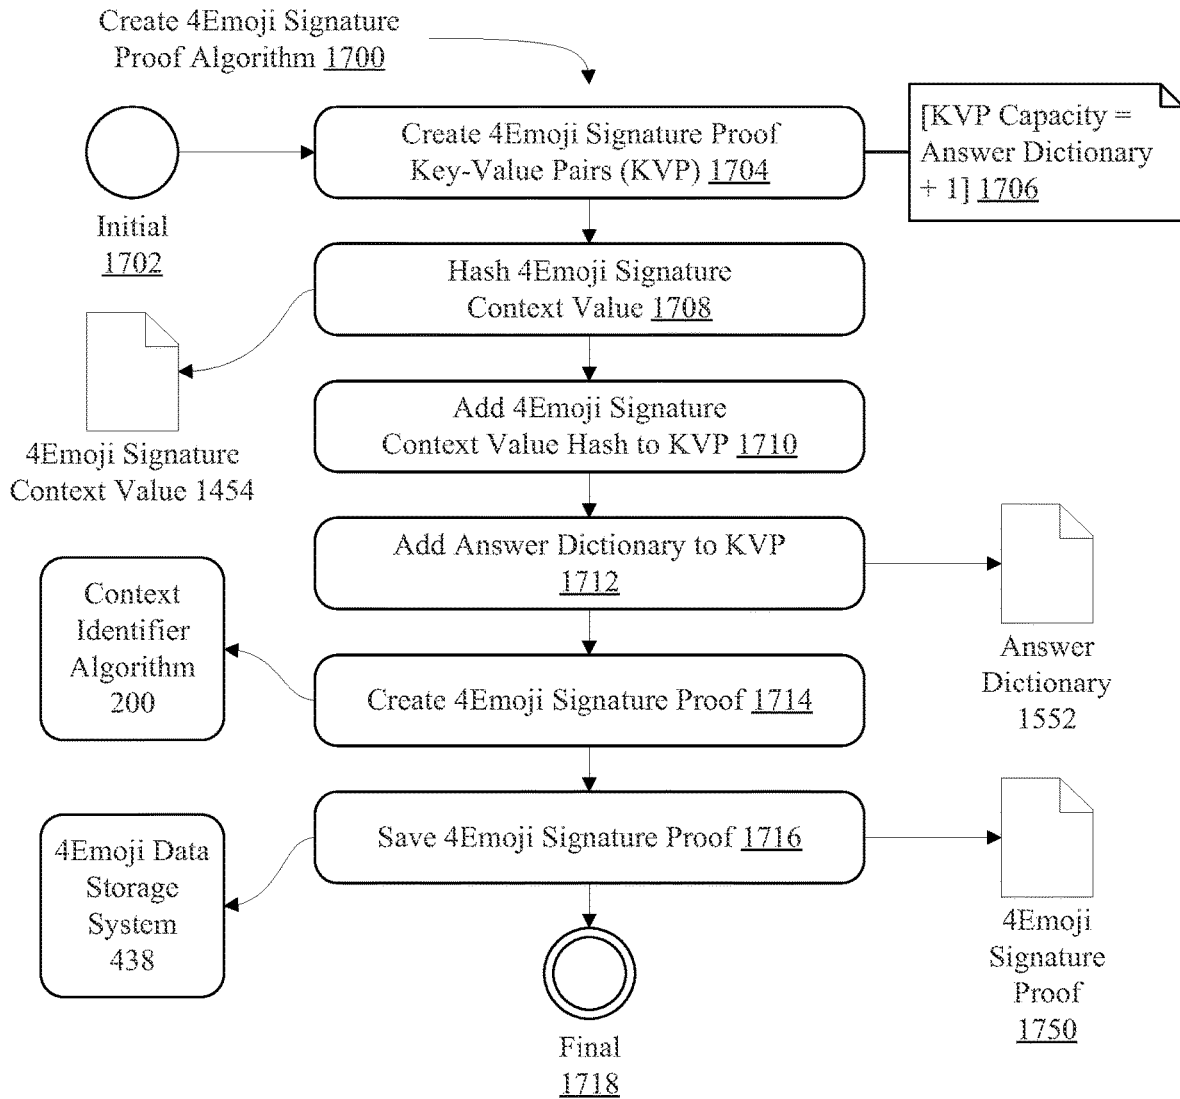 Create 4Emoji Signature
Proof Algorithm 1700
Create 4Emoji Signature Proof
Key-Value Pairs (KVP) 1704
[KVP Capacity =
Answer Dictionary
+ 1] 1706
Initial
1702
Hash 4Emoji Signature
Context Value 1708
4Emoji Signature
Context Value 1454
Add 4Emoji Signature
Context Value Hash to KVP 1710
Add Answer Dictionary to KVP
1712
Answer
Dictionary
1552
Context
Identifier
Algorithm
200
Create 4Emoji Signature Proof 1714
Save 4Emoji Signature Proof 1716
4Emoji Data
Storage
System
438
4Emoji
Signature
Proof
1750
Final
1718